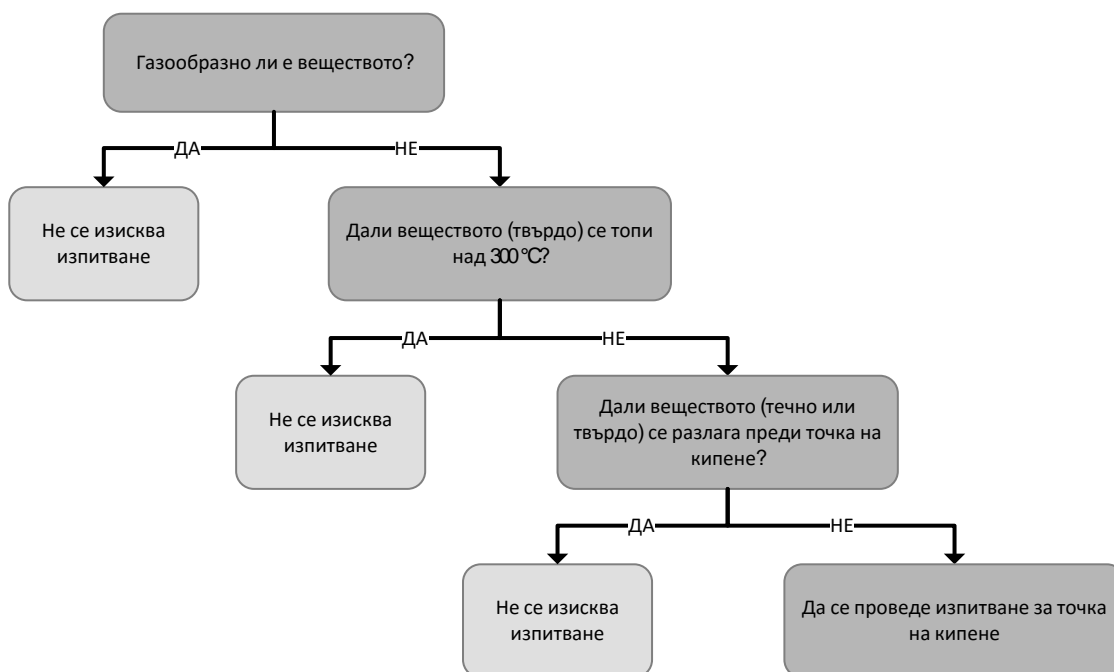 Газообразно ли е веществото?
ДА
НЕ
Не се изисква
изпитване
Дали веществото (твърдо) се топи
над 300 °C?
ДА
НЕ
Не се изисква
изпитване
Дали веществото (течно или
твърдо) се разлага преди точка на
кипене?
ДА
НЕ
Не се изисква
изпитване
Да се проведе изпитване за точка
на кипене